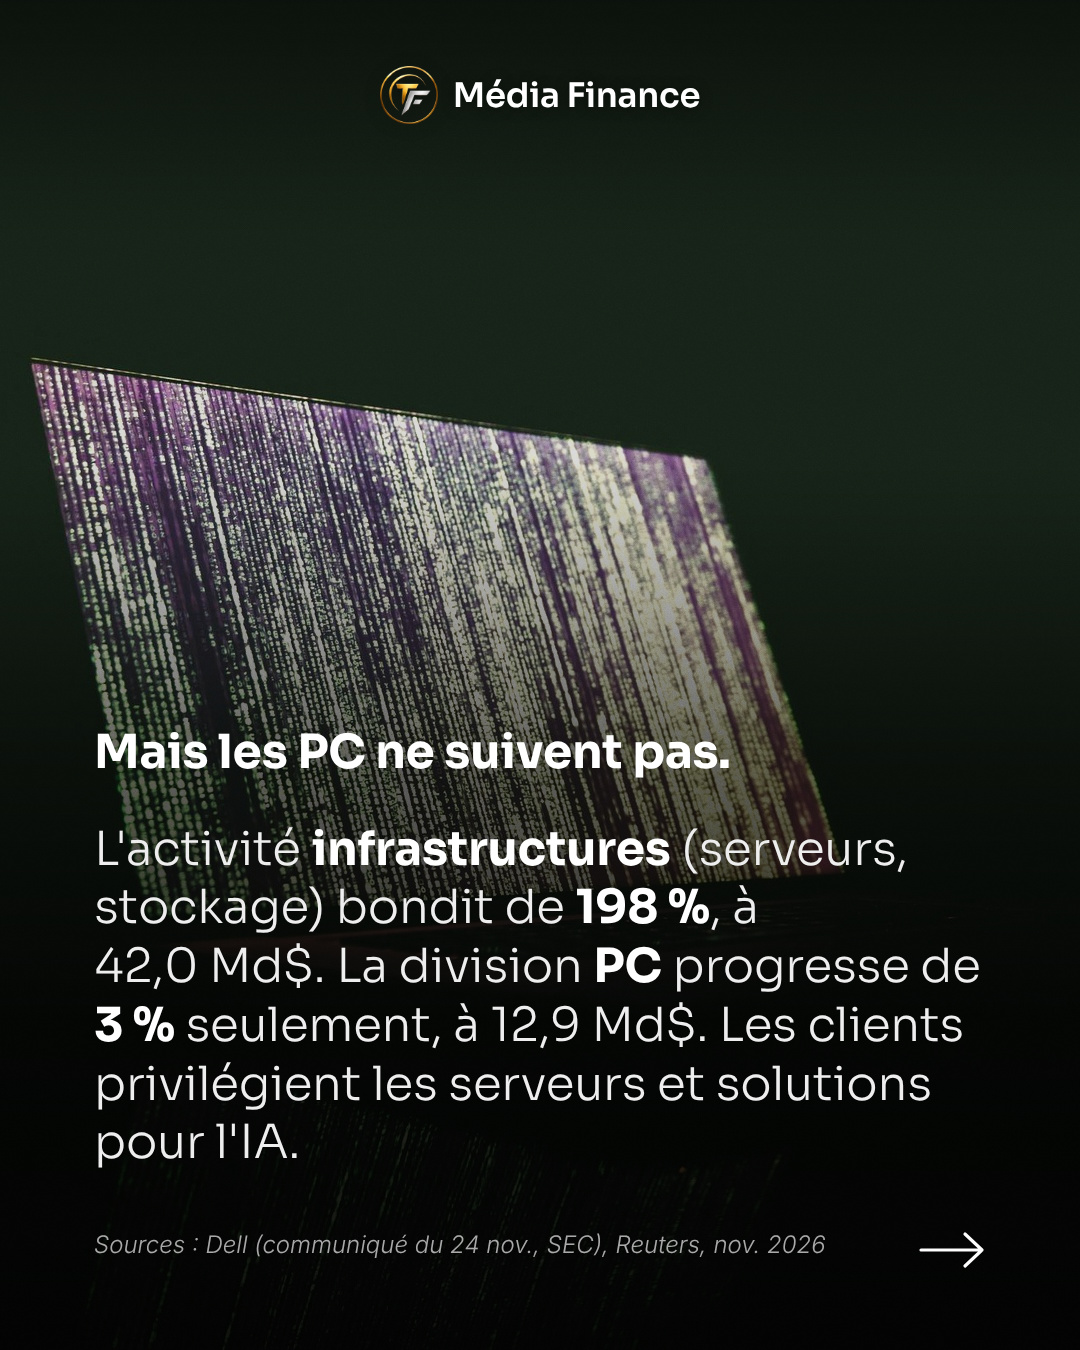 TF Média Finance
Mais les PC ne suivent pas.
L'activité infrastructures (serveurs,
stockage) bondit de 198 %, à
42,0 Md$. La division PC progresse de
3 % seulement, à 12,9 Md$. Les clients
privilégient les serveurs et solutions
pour l'IA.
Sources : Dell (communiqué du 24 nov., SEC), Reuters, nov. 2026